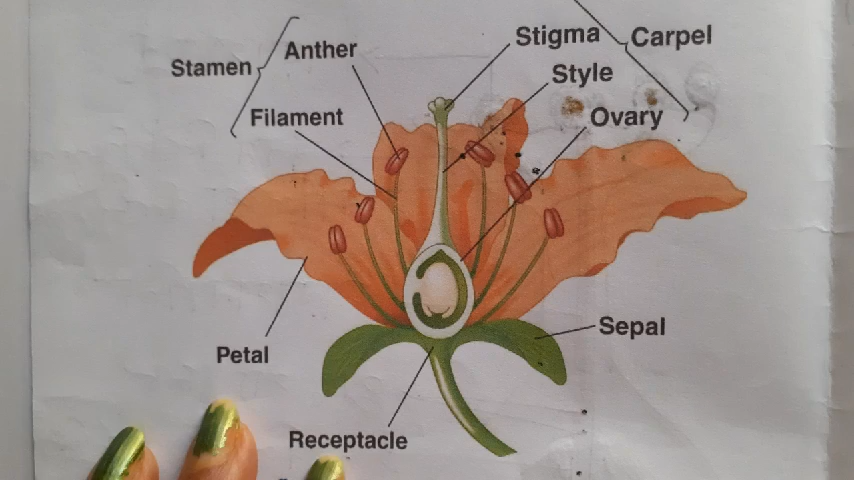 Stamen
Anther
Filament
Stigma
Carpel
Style
Ovary
Petal
Sepal
Receptacle